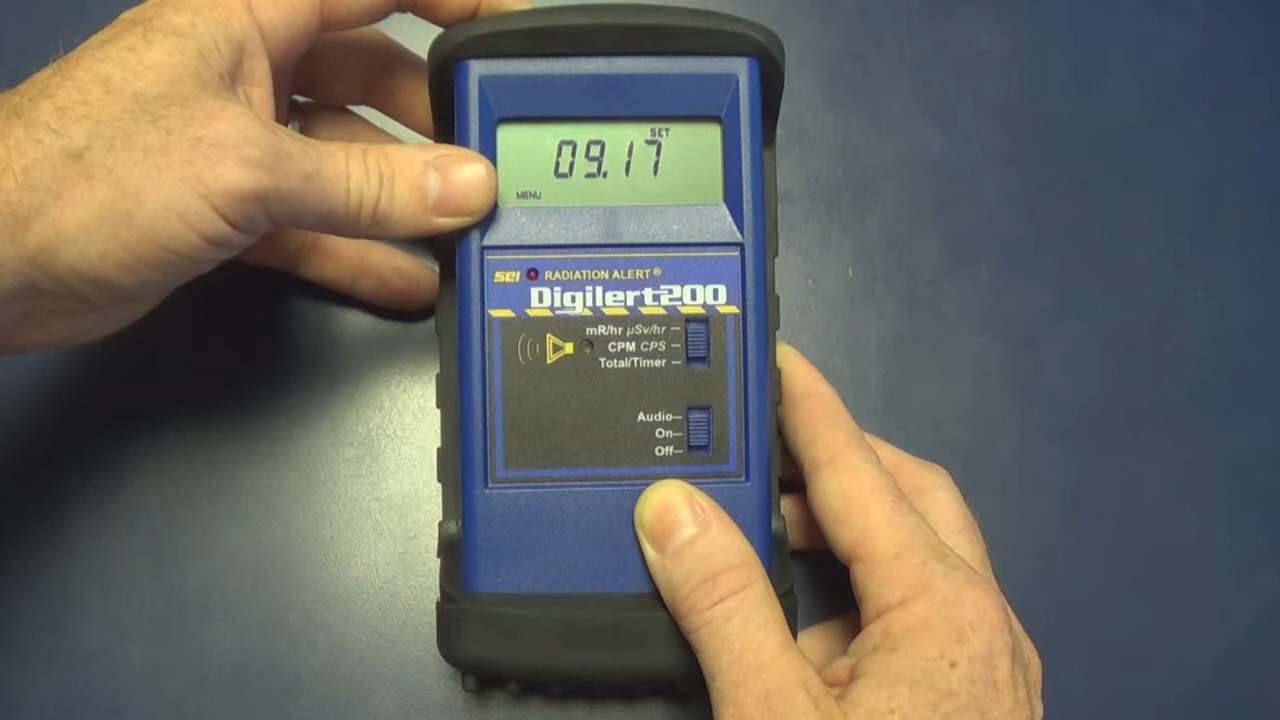 SET
09.17
MENU
SEI RADIATION ALERT®
Digilert200
mR/hr µSv/hr
CPM CPS
Total/Timer
Audio
On
Off